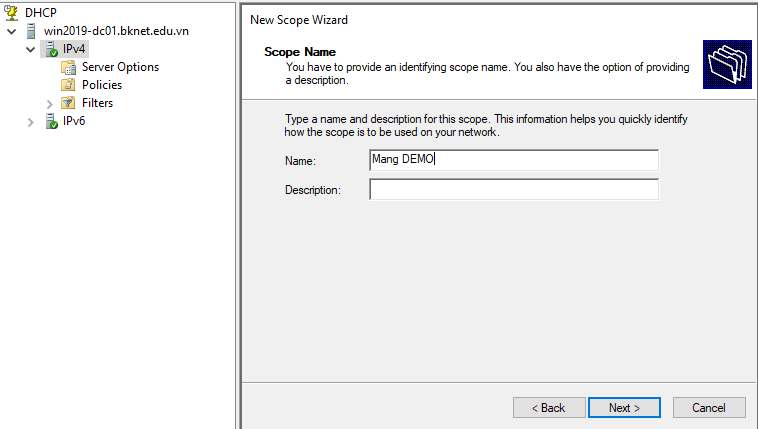 DHCP
win2019-dc01.bknet.edu.vn
IPv4
Server Options
Policies
Filters
IPv6
New Scope Wizard
Scope Name
You have to provide an identifying scope name. You also have the option of providing
a description.
Type a name and description for this scope. This information helps you quickly identify
how the scope is to be used on your network.
Name:
Mang DEMO
Description:
< Back
Next >
Cancel